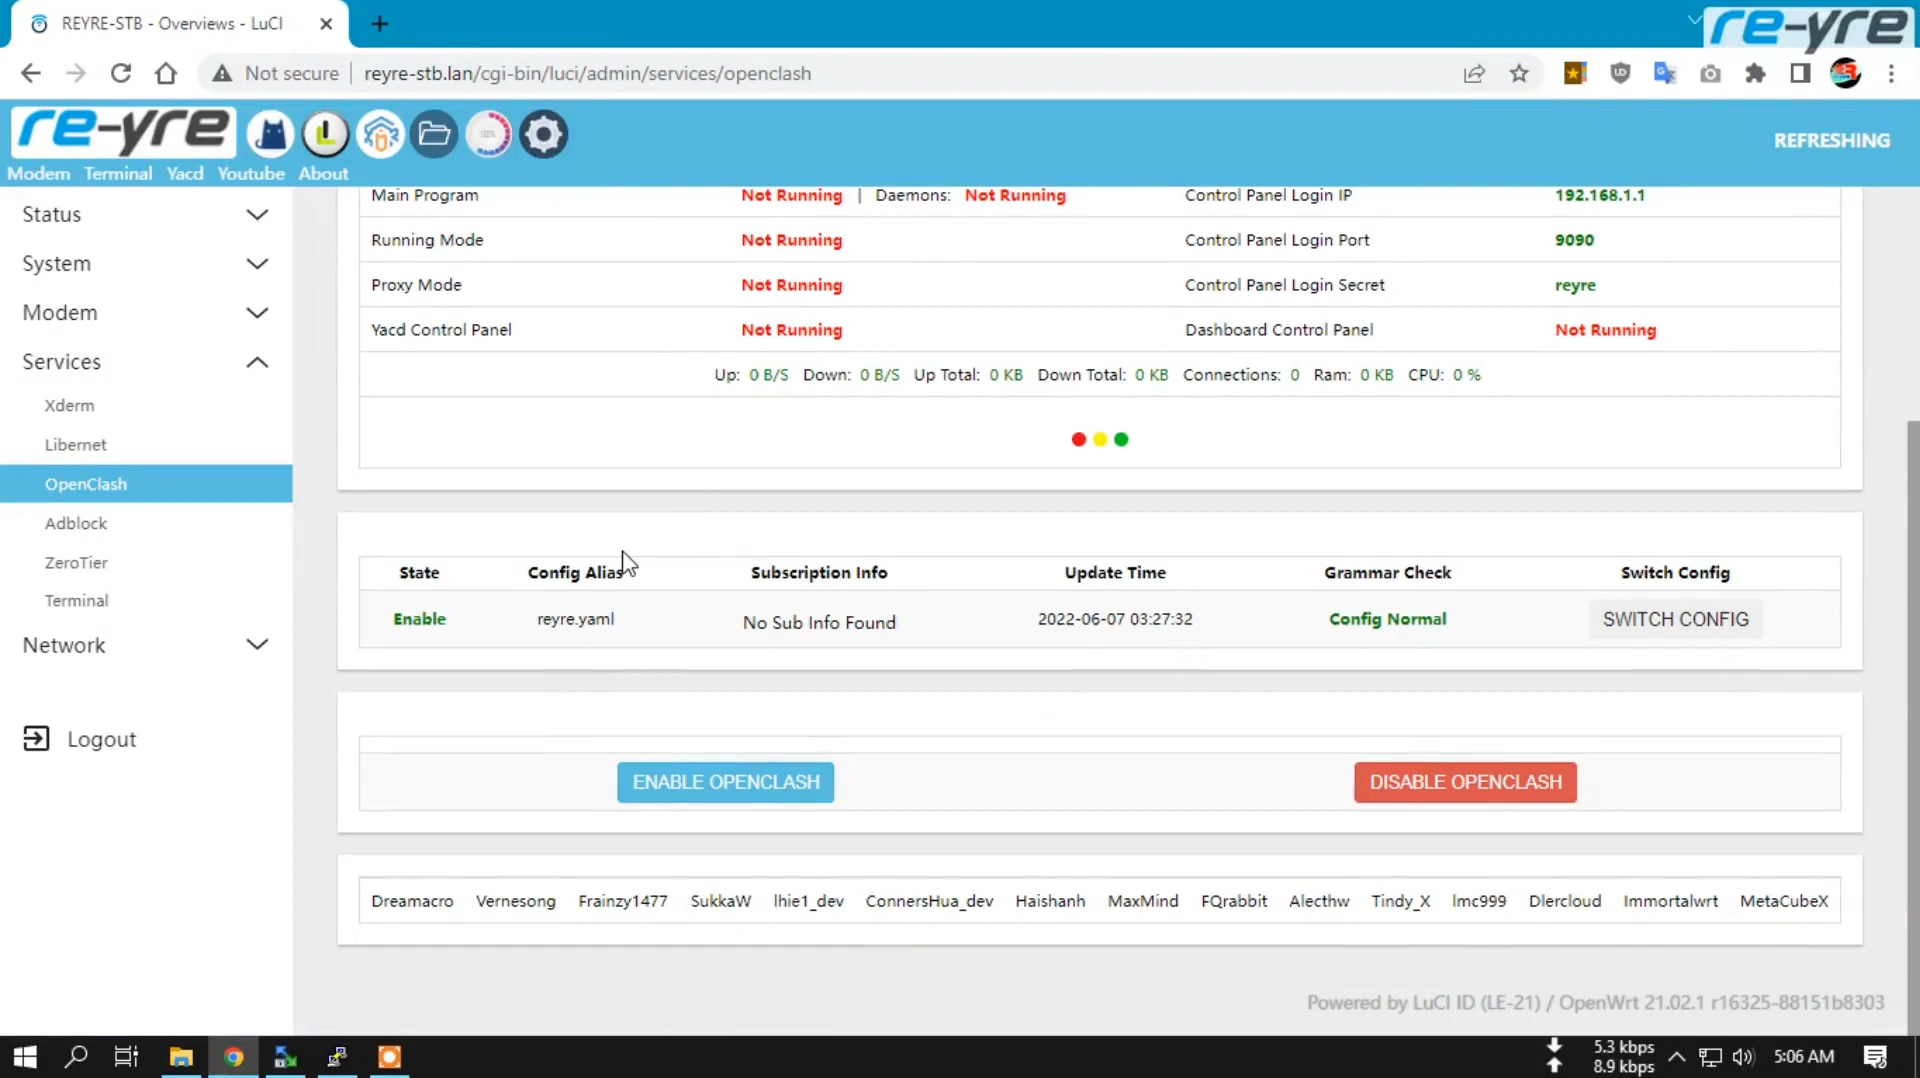 REYRE-STB - Overviews - LuCI
re-yre
Not secure reyre-stb.lan/cgi-bin/luci/admin/services/openclash
re-yre
REFRESHING
Modem Terminal Yacd Youtube About
Status
System
Modem
Services
Xderm
Libernet
OpenClash
Adblock
ZeroTier
Terminal
Network
Logout
Main Program Not Running | Daemons: Not Running Control Panel Login IP 192.168.1.1
Running Mode Not Running Control Panel Login Port 9090
Proxy Mode Not Running Control Panel Login Secret reyre
Yacd Control Panel Not Running Dashboard Control Panel Not Running
Up: 0 B/S Down: 0 B/S Up Total: 0 KB Down Total: 0 KB Connections: 0 Ram: 0 KB CPU: 0 %
State Config Alias Subscription Info Update Time Grammar Check Switch Config
Enable reyre.yaml No Sub Info Found 2022-06-07 03:27:32 Config Normal SWITCH CONFIG
ENABLE OPENCLASH DISABLE OPENCLASH
Dreamacro Vernesong Frainzy1477 SukkaW lhie1_dev ConnersHua_dev Haishanh MaxMind FQrabbit Alecthw Tindy_X lmc999 Dlercloud Immortalwrt MetaCubeX
Powered by LuCI ID (LE-21) / OpenWrt 21.02.1 r16325-88151b8303
5.3 kbps
8.9 kbps
5:06 AM